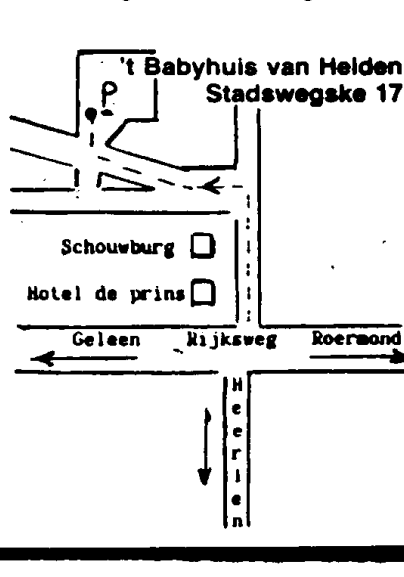 't Babyhuis van Helden
Stadswegske 17
P
Schouwburg
Hotel de prins
Geleen Rijksweg Roermond
Heerlen